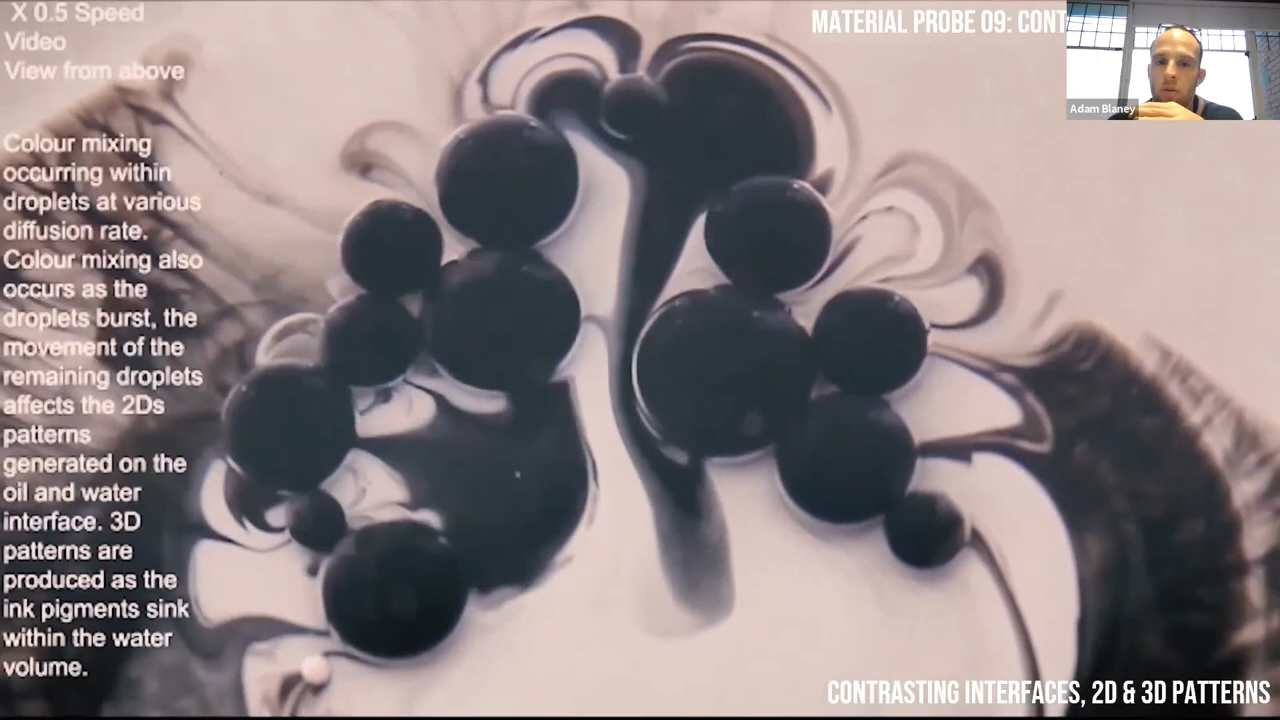 X 0.5 Speed
Video
View from above
Colour mixing
occurring within
droplets at various
diffusion rate.
Colour mixing also
occurs as the
droplets burst, the
movement of the
remaining droplets
affects the 2Ds
patterns
generated on the
oil and water
interface. 3D
patterns are
produced as the
ink pigments sink
within the water
volume.
MATERIAL PROBE 09: CONT
Adam Blaney
CONTRASTING INTERFACES, 2D & 3D PATTERNS